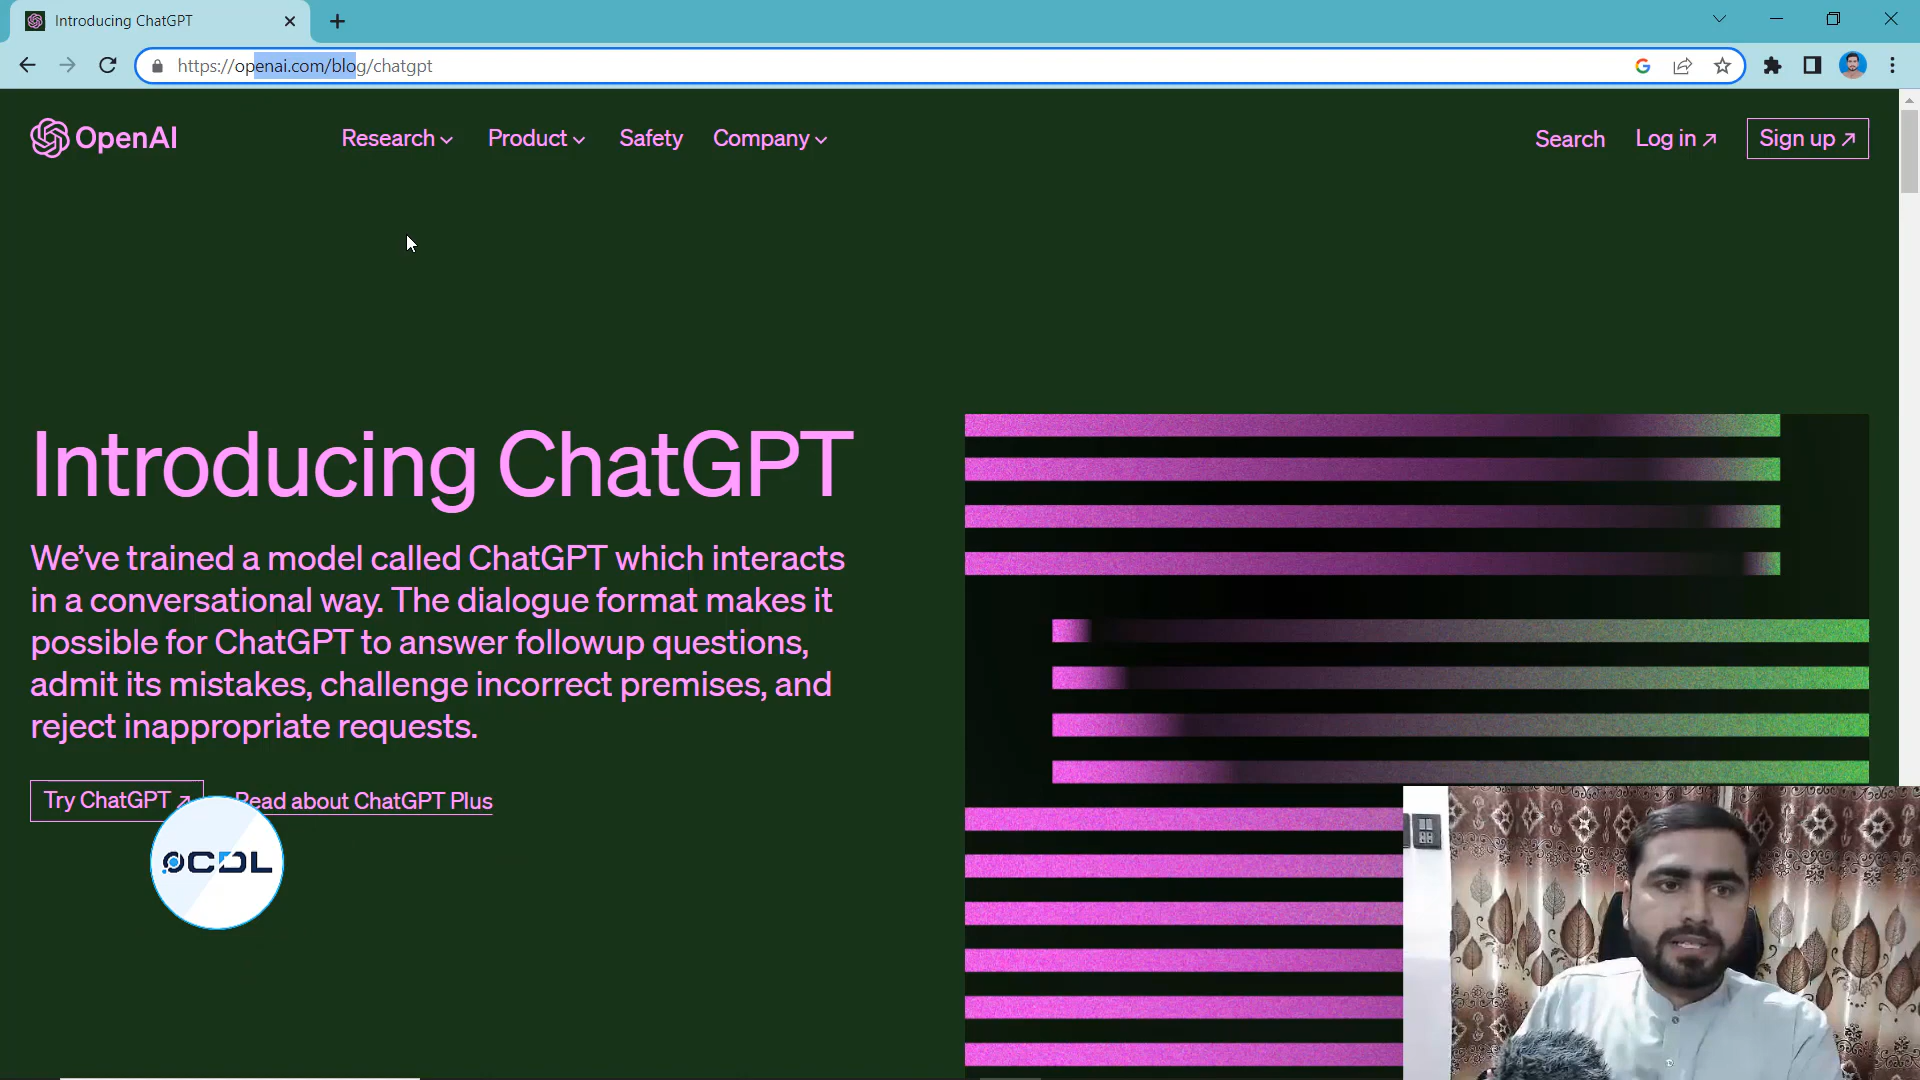 Introducing ChatGPT
https://openai.com/blog/chatgpt
OpenAI
Research
Product
Safety
Company
Search
Log in
Sign up
Introducing ChatGPT
We've trained a model called ChatGPT which interacts
in a conversational way. The dialogue format makes it
possible for ChatGPT to answer followup questions,
admit its mistakes, challenge incorrect premises, and
reject inappropriate requests.
Try ChatGPT
Read about ChatGPT Plus
OCDL